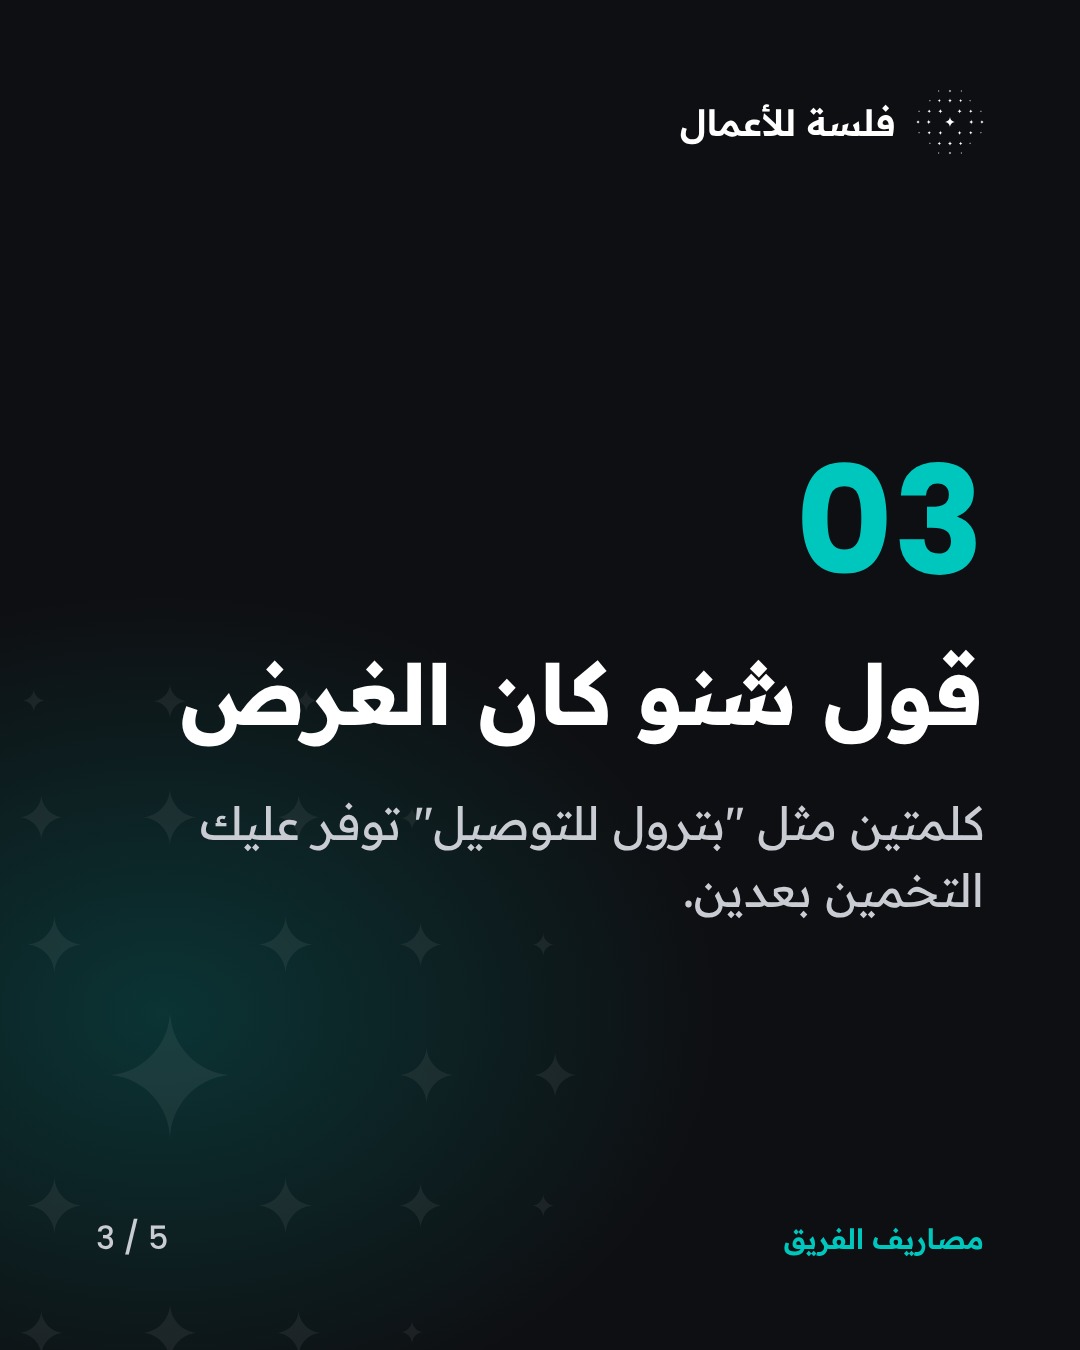 فلسة للأعمال
03
قول شنو كان الغرض
كلمتين مثل "بترول للتوصيل" توفر عليك
التخمين بعدين.
مصاريف الفريق
3 / 5